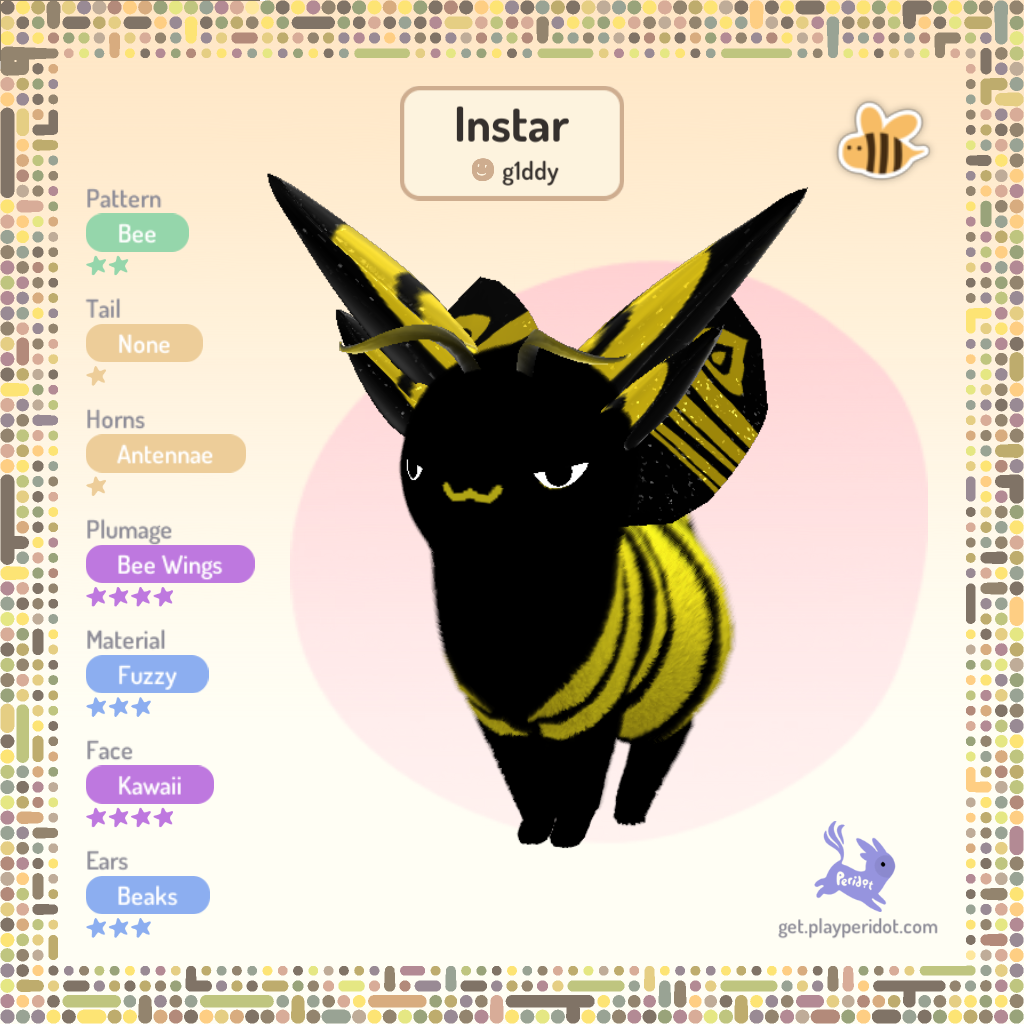 Instar
g1ddy
Pattern
Bee
Tail
None
Horns
Antennae
Plumage
Bee Wings
Material
Fuzzy
Face
Kawaii
Ears
Beaks
Peridot
get.playperidot.com